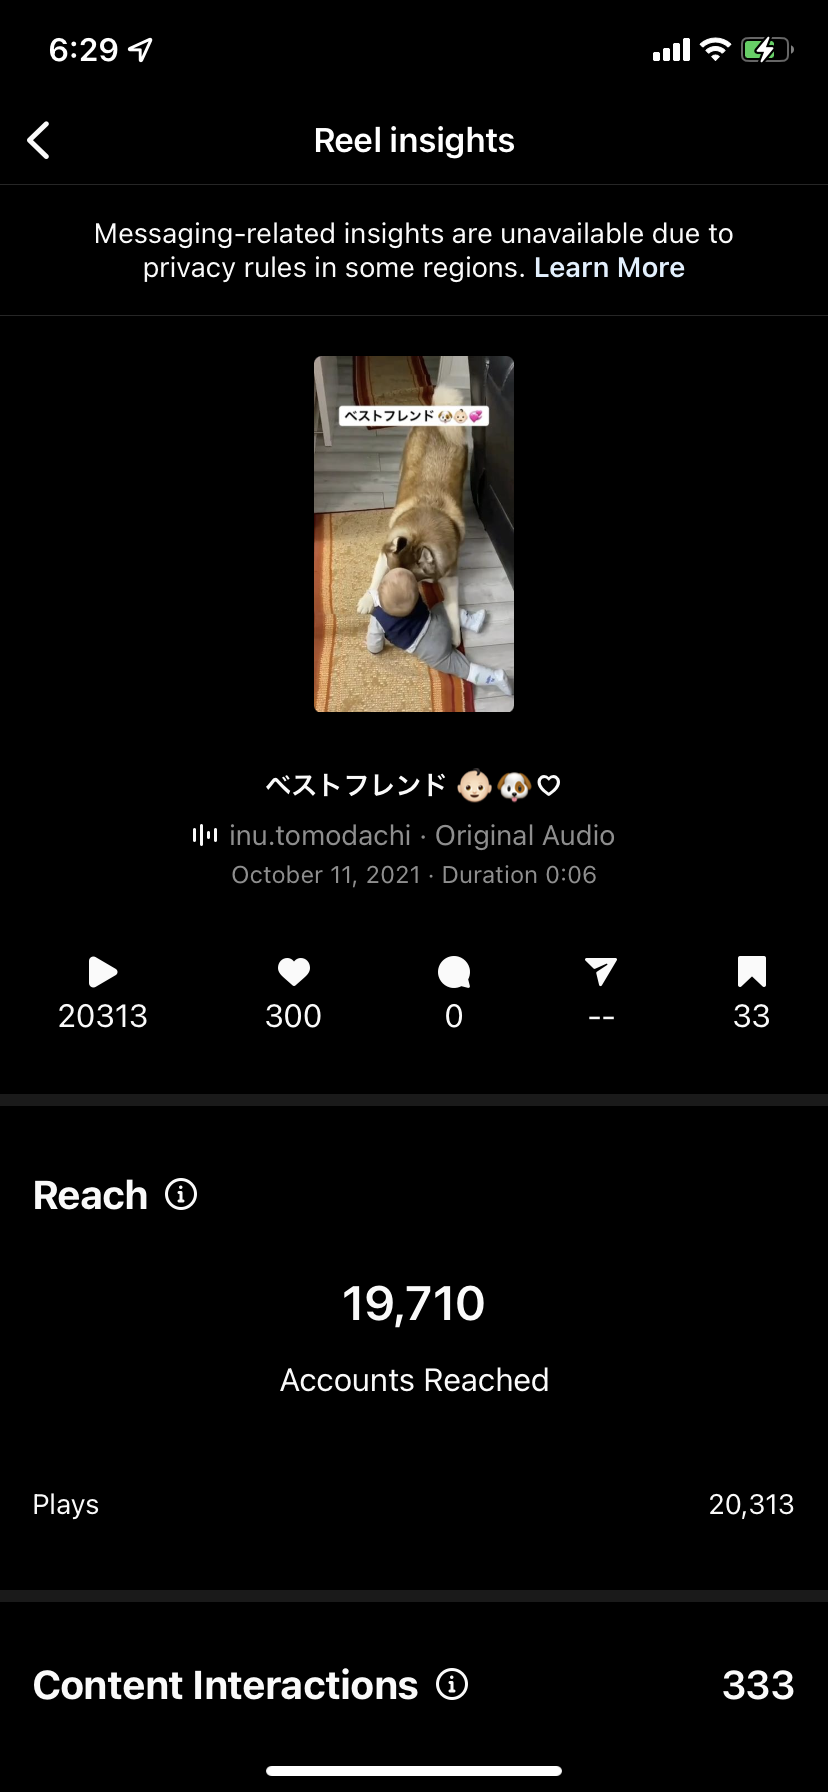 6:29
Reel insights
Messaging-related insights are unavailable due to
privacy rules in some regions. Learn More
ベストフレンド 🐶👶🏻💞
ベストフレンド 👶🏻🐶♡
inu.tomodachi · Original Audio
October 11, 2021 · Duration 0:06
20313 300 0 -- 33
Reach
19,710
Accounts Reached
Plays 20,313
Content Interactions 333